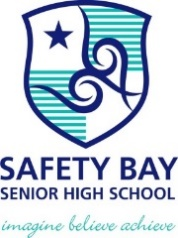 SAFETY BAY
SENIOR HIGH SCHOOL
imagine believe achieve